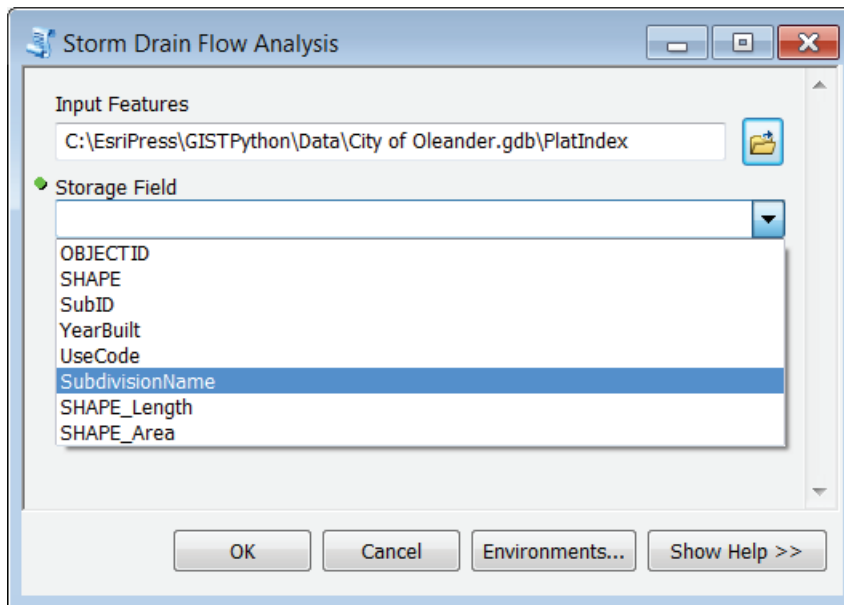 Storm Drain Flow Analysis
Input Features
C:\EsriPress\GISTPython\Data\City of Oleander.gdb\PlatIndex
Storage Field
OBJECTID
SHAPE
SubID
YearBuilt
UseCode
SubdivisionName
SHAPE_Length
SHAPE_Area
OK Cancel Environments... Show Help >>